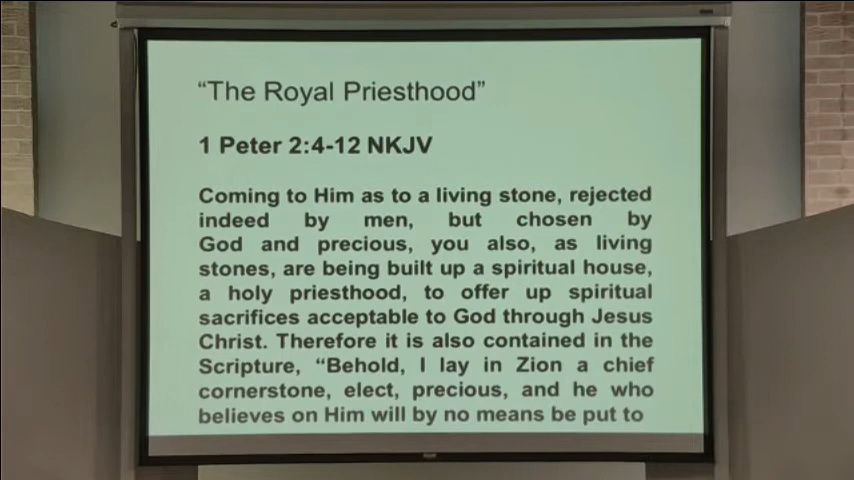 “The Royal Priesthood”
1 Peter 2:4-12 NKJV
Coming to Him as to a living stone, rejected
indeed by men, but chosen by
God and precious, you also, as living
stones, are being built up a spiritual house,
a holy priesthood, to offer up spiritual
sacrifices acceptable to God through Jesus
Christ. Therefore it is also contained in the
Scripture, “Behold, I lay in Zion a chief
cornerstone, elect, precious, and he who
believes on Him will by no means be put to